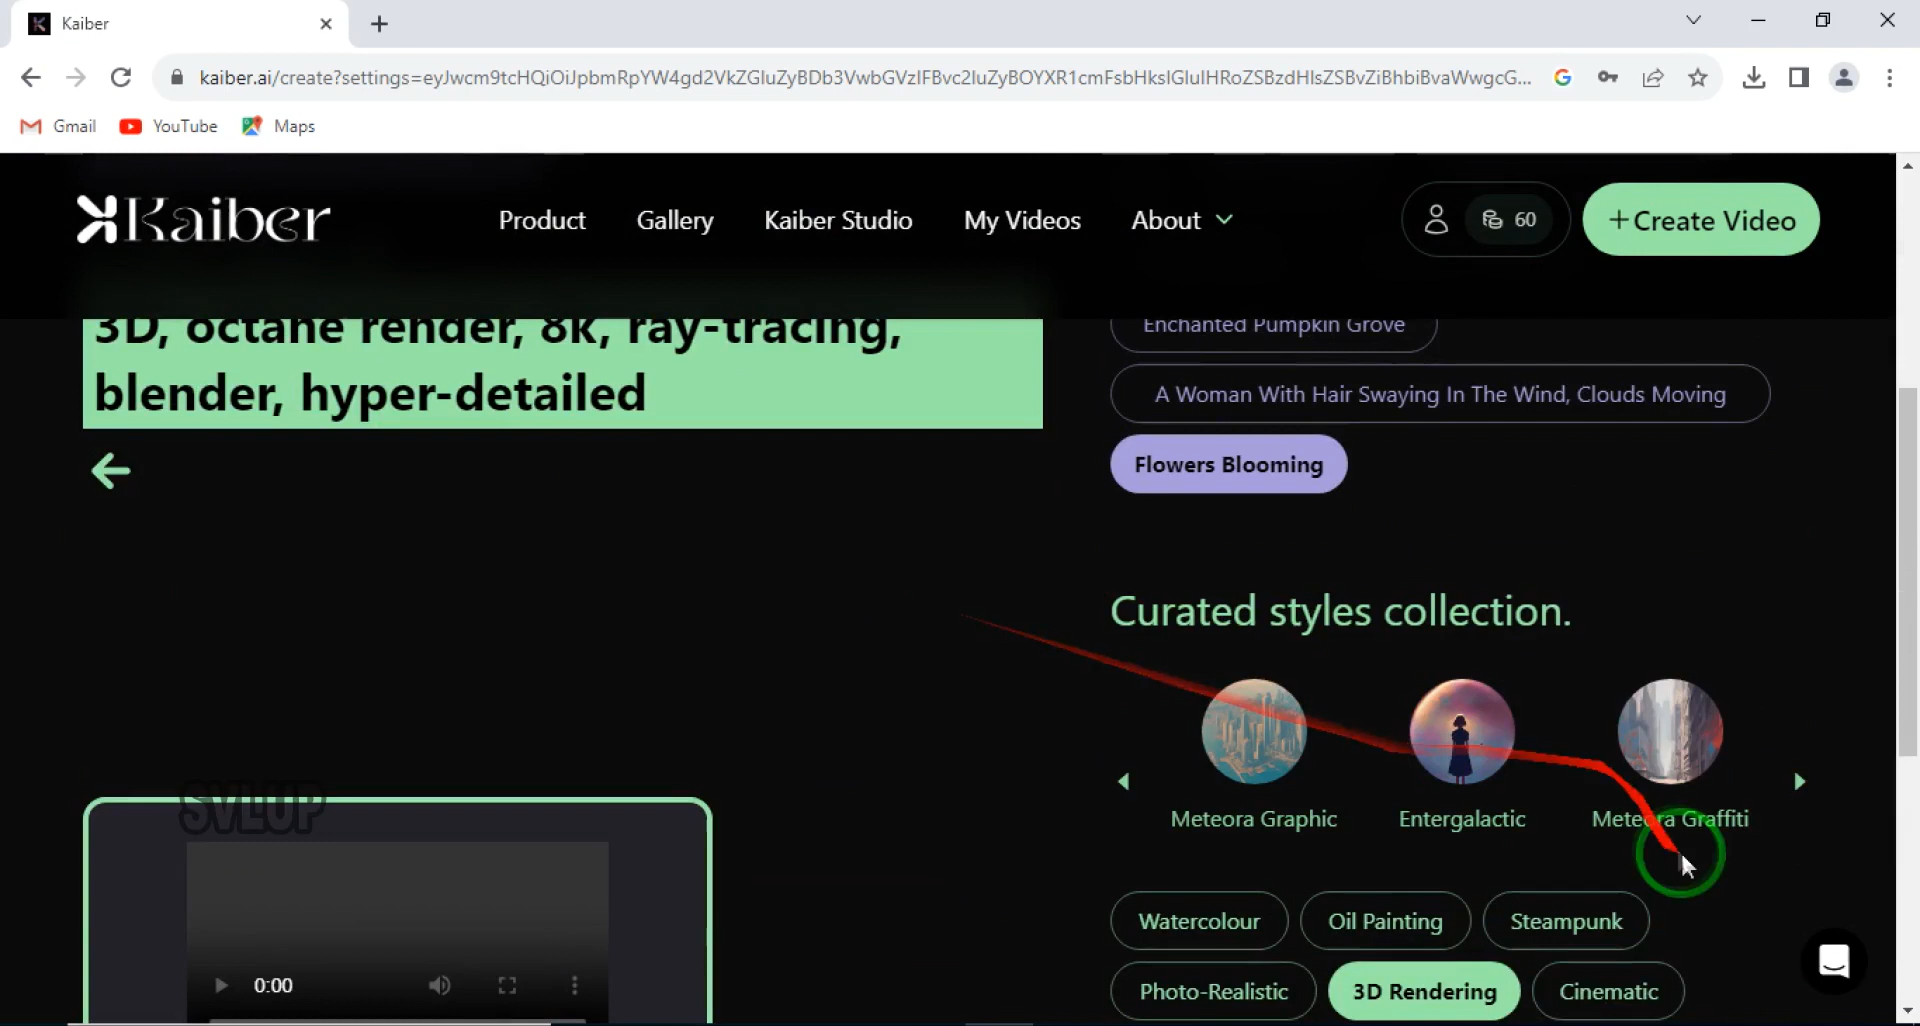 Kaiber
kaiber.ai/create?settings=eyJwcm9tcHQiOiJpbmRpYW4gd2VkZGluZyBDb3VwbGVzIFBvc2luZyBOYXR1cmFsbHksIGluIHRoZSBzdHlsZSBvZiBhbiBvaWwgcG...
Gmail
YouTube
Maps
Kaiber
Product
Gallery
Kaiber Studio
My Videos
About
60
+Create Video
3D, octane render, 8k, ray-tracing,
blender, hyper-detailed
Enchanted Pumpkin Grove
A Woman With Hair Swaying In The Wind, Clouds Moving
Flowers Blooming
Curated styles collection.
Meteora Graphic
Entergalactic
Meteora Graffiti
SVLUP
0:00
Watercolour
Oil Painting
Steampunk
Photo-Realistic
3D Rendering
Cinematic